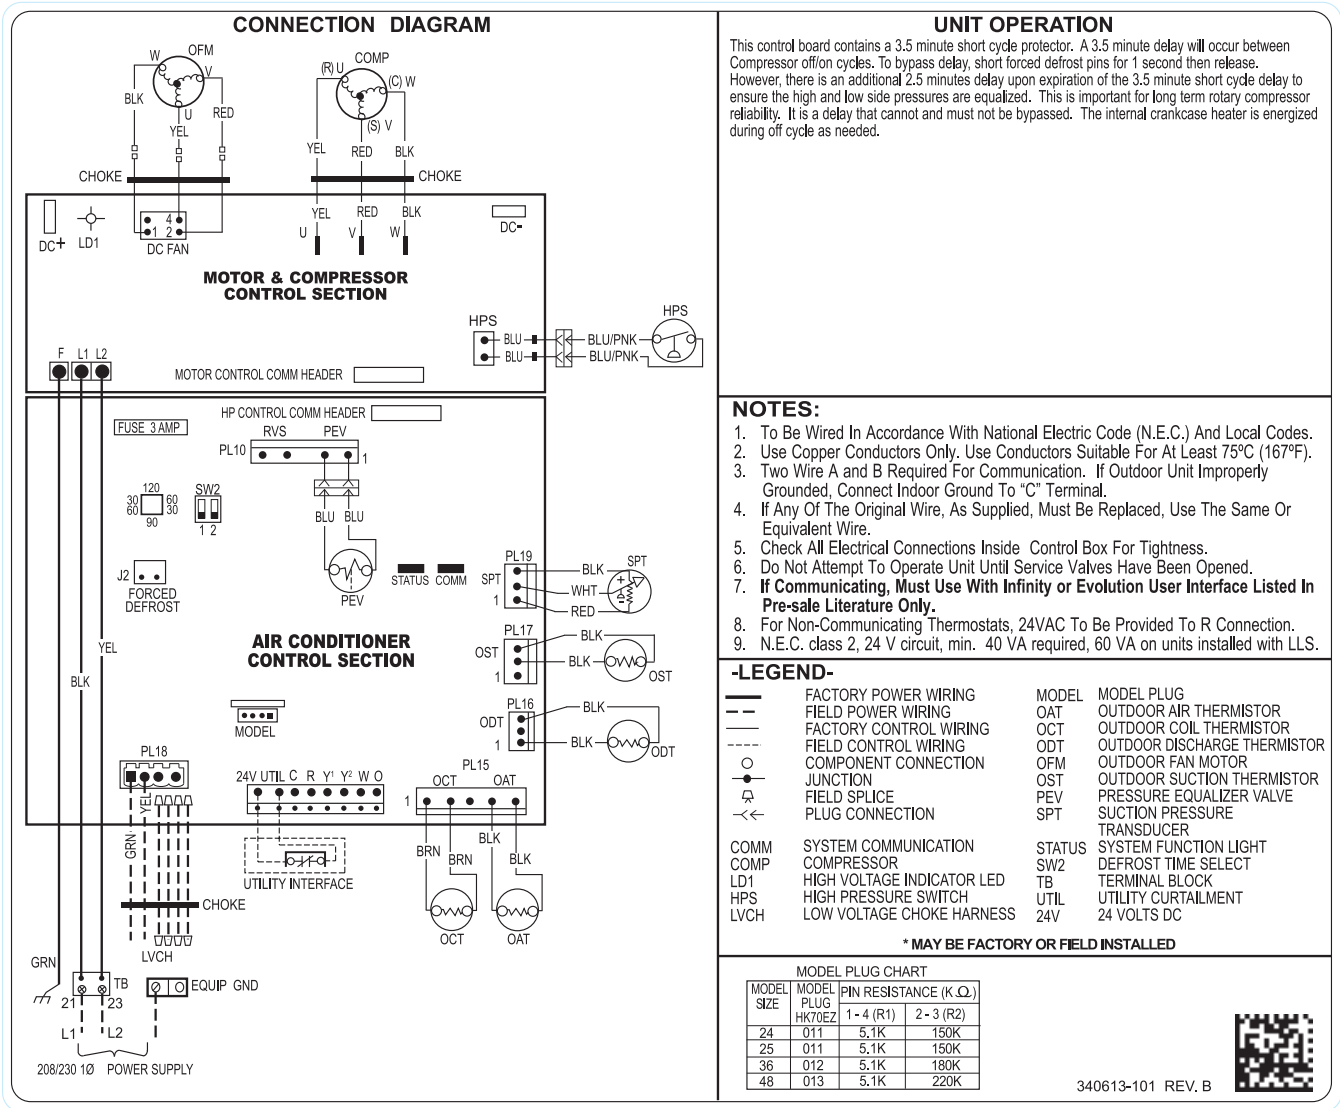 CONNECTION DIAGRAM
OFM
W
V
U
BLK
YEL
RED
COMP
(R) U
(C) W
(S) V
YEL
RED
BLK
CHOKE
CHOKE
DC+
LD1
4
1 2
DC FAN
YEL
RED
BLK
U
V
W
DC-
MOTOR & COMPRESSOR
CONTROL SECTION
HPS
BLU
BLU
BLU/PNK
BLU/PNK
HPS
F L1 L2
MOTOR CONTROL COMM HEADER
HP CONTROL COMM HEADER
FUSE 3 AMP
RVS PEV
PL10
1
120
30
60
60
30
90
SW2
1 2
BLU BLU
J2
FORCED
DEFROST
PEV
STATUS COMM
PL19
SPT
1
BLK
WHT
RED
SPT
+
-
AIR CONDITIONER
CONTROL SECTION
PL17
OST
1
BLK
BLK
OST
YEL
BLK
MODEL
PL16
ODT
1
BLK
BLK
ODT
PL18
24V UTIL C R Y1 Y2 W O
PL15
OCT OAT
1
YEL
GRN
UTILITY INTERFACE
BRN
BRN
BLK
BLK
OCT
OAT
CHOKE
LVCH
GRN
TB
21
23
EQUIP GND
L1
L2
208/230 1Ø POWER SUPPLY
UNIT OPERATION
This control board contains a 3.5 minute short cycle protector. A 3.5 minute delay will occur between
Compressor off/on cycles. To bypass delay, short forced defrost pins for 1 second then release.
However, there is an additional 2.5 minutes delay upon expiration of the 3.5 minute short cycle delay to
ensure the high and low side pressures are equalized. This is important for long term rotary compressor
reliability. It is a delay that cannot and must not be bypassed. The internal crankcase heater is energized
during off cycle as needed.
NOTES:
1. To Be Wired In Accordance With National Electric Code (N.E.C.) And Local Codes.
2. Use Copper Conductors Only. Use Conductors Suitable For At Least 75ºC (167ºF).
3. Two Wire A and B Required For Communication. If Outdoor Unit Improperly
Grounded, Connect Indoor Ground To “C” Terminal.
4. If Any Of The Original Wire, As Supplied, Must Be Replaced, Use The Same Or
Equivalent Wire.
5. Check All Electrical Connections Inside Control Box For Tightness.
6. Do Not Attempt To Operate Unit Until Service Valves Have Been Opened.
7. If Communicating, Must Use With Infinity or Evolution User Interface Listed In
Pre-sale Literature Only.
8. For Non-Communicating Thermostats, 24VAC To Be Provided To R Connection.
9. N.E.C. class 2, 24 V circuit, min. 40 VA required, 60 VA on units installed with LLS.
-LEGEND-
FACTORY POWER WIRING
FIELD POWER WIRING
FACTORY CONTROL WIRING
FIELD CONTROL WIRING
COMPONENT CONNECTION
JUNCTION
FIELD SPLICE
PLUG CONNECTION
COMM SYSTEM COMMUNICATION
COMP COMPRESSOR
LD1 HIGH VOLTAGE INDICATOR LED
HPS HIGH PRESSURE SWITCH
LVCH LOW VOLTAGE CHOKE HARNESS
MODEL MODEL PLUG
OAT OUTDOOR AIR THERMISTOR
OCT OUTDOOR COIL THERMISTOR
ODT OUTDOOR DISCHARGE THERMISTOR
OFM OUTDOOR FAN MOTOR
OST OUTDOOR SUCTION THERMISTOR
PEV PRESSURE EQUALIZER VALVE
SPT SUCTION PRESSURE
TRANSDUCER
STATUS SYSTEM FUNCTION LIGHT
SW2 DEFROST TIME SELECT
TB TERMINAL BLOCK
UTIL UTILITY CURTAILMENT
24V 24 VOLTS DC
* MAY BE FACTORY OR FIELD INSTALLED
MODEL PLUG CHART
MODEL SIZE MODEL PLUG HK70EZ PIN RESISTANCE (K Ω)
1 - 4 (R1) 2 - 3 (R2)
24 011 5.1K 150K
25 011 5.1K 150K
36 012 5.1K 180K
48 013 5.1K 220K
340613-101 REV. B